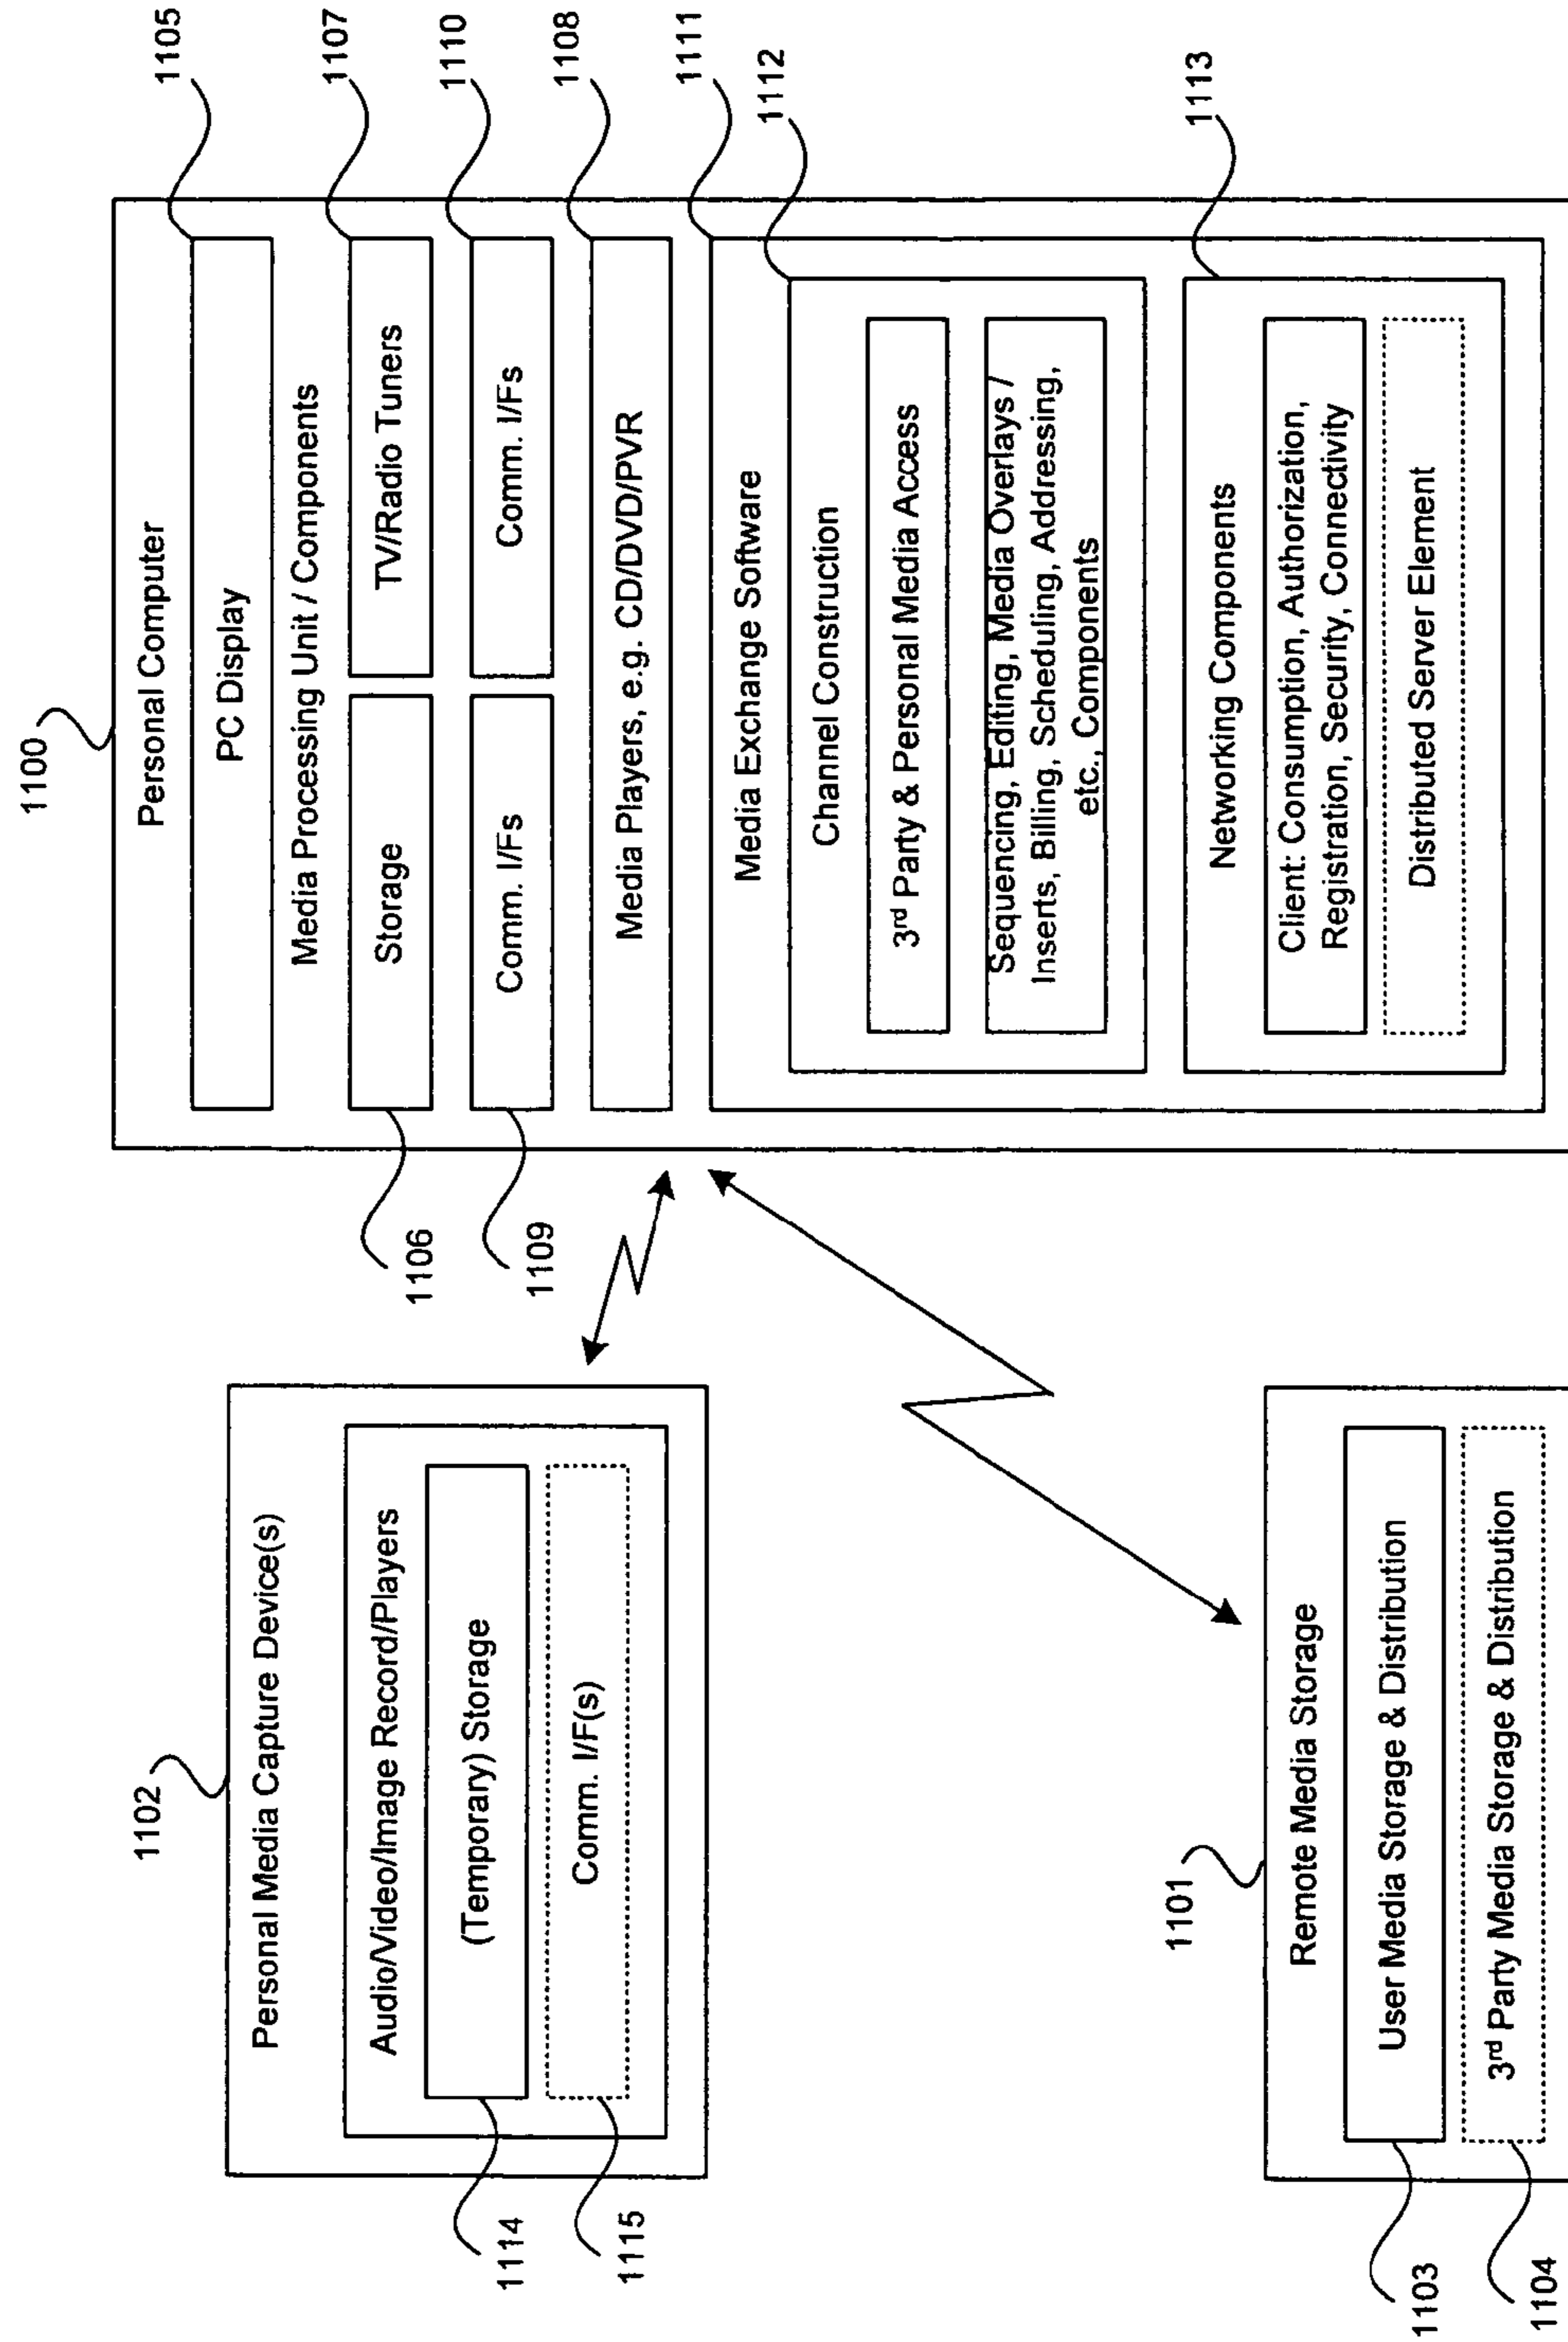 1100
Personal Computer
1105
PC Display
Media Processing Unit / Components
1107
Storage
TV/Radio Tuners
1106
1110
Comm. I/Fs
Comm. I/Fs
1109
1108
Media Players, e.g. CD/DVD/PVR
1111
Media Exchange Software
1112
Channel Construction
3rd Party & Personal Media Access
Sequencing, Editing, Media Overlays /
Inserts, Billing, Scheduling, Addressing,
etc., Components
1113
Networking Components
Client: Consumption, Authorization,
Registration, Security, Connectivity
Distributed Server Element
1102
Personal Media Capture Device(s)
Audio/Video/Image Record/Players
(Temporary) Storage
1114
Comm. I/F(s)
1115
1101
Remote Media Storage
User Media Storage & Distribution
1103
3rd Party Media Storage & Distribution
1104